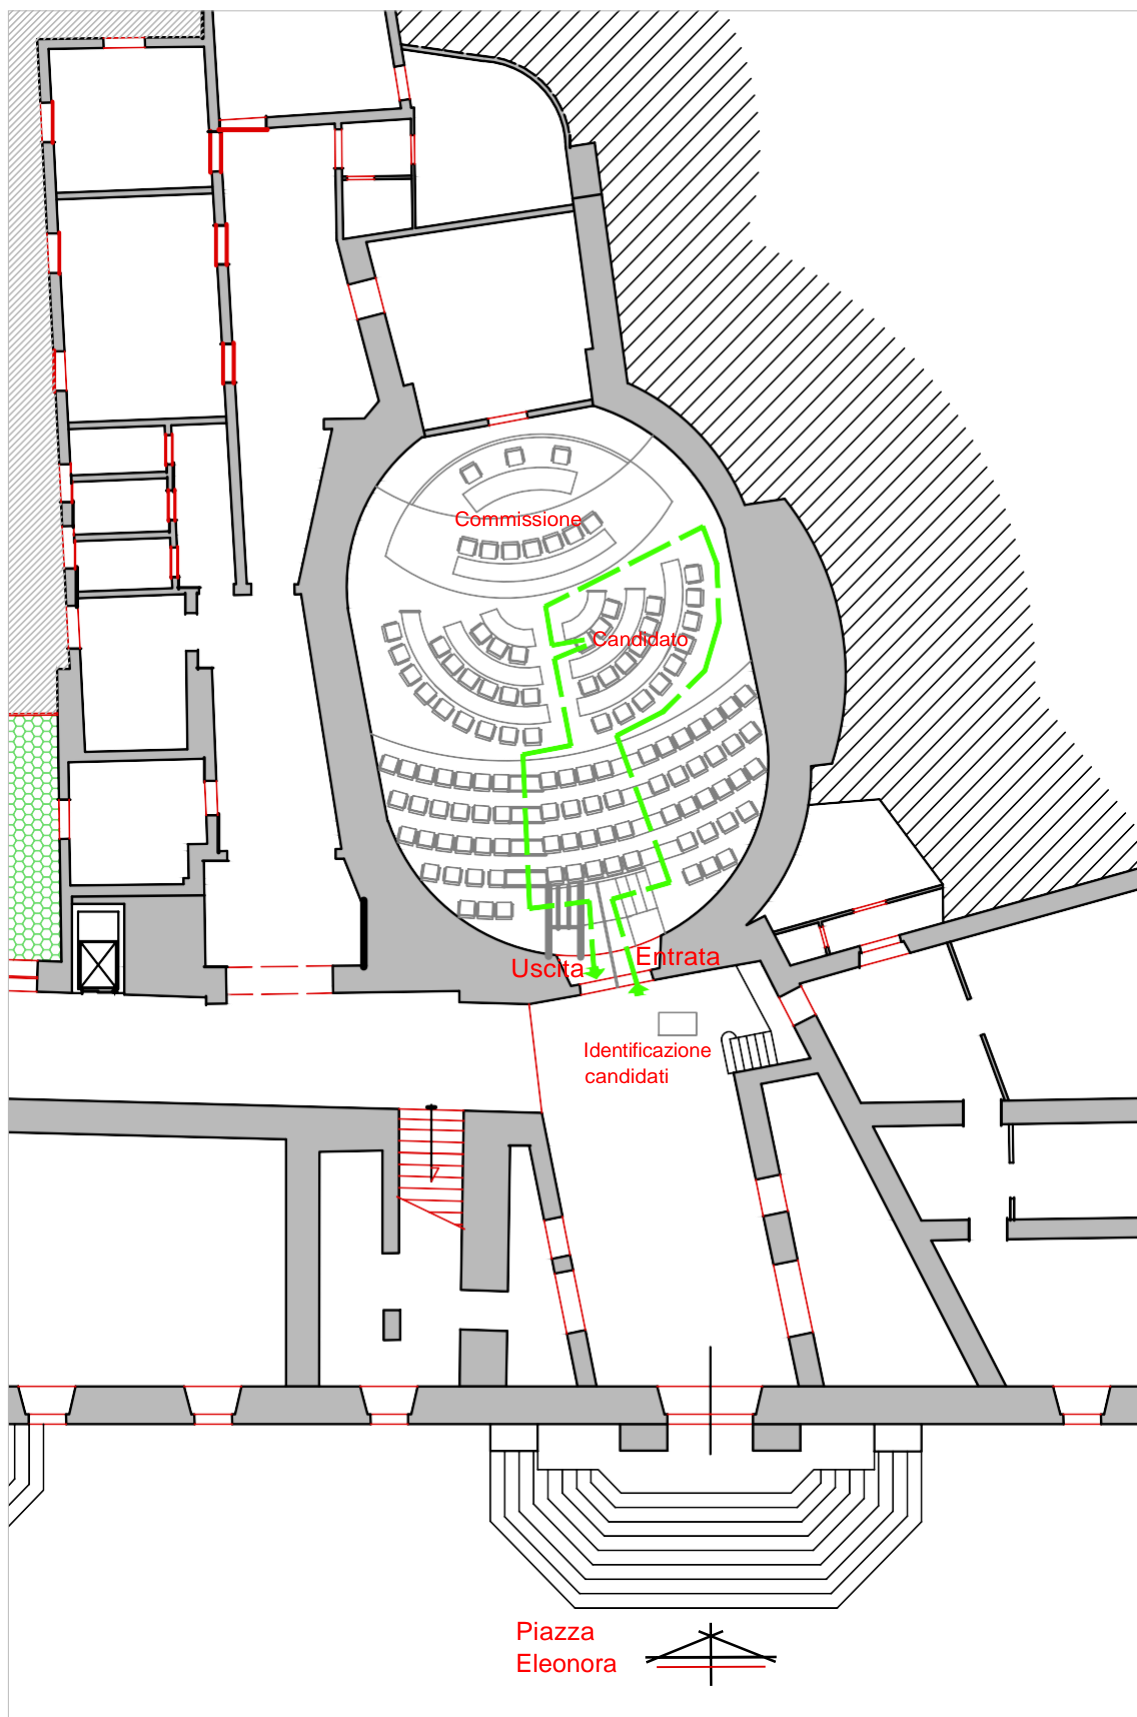 Commissione
Candidato
Uscita
Entrata
Identificazione
candidati
Piazza
Eleonora